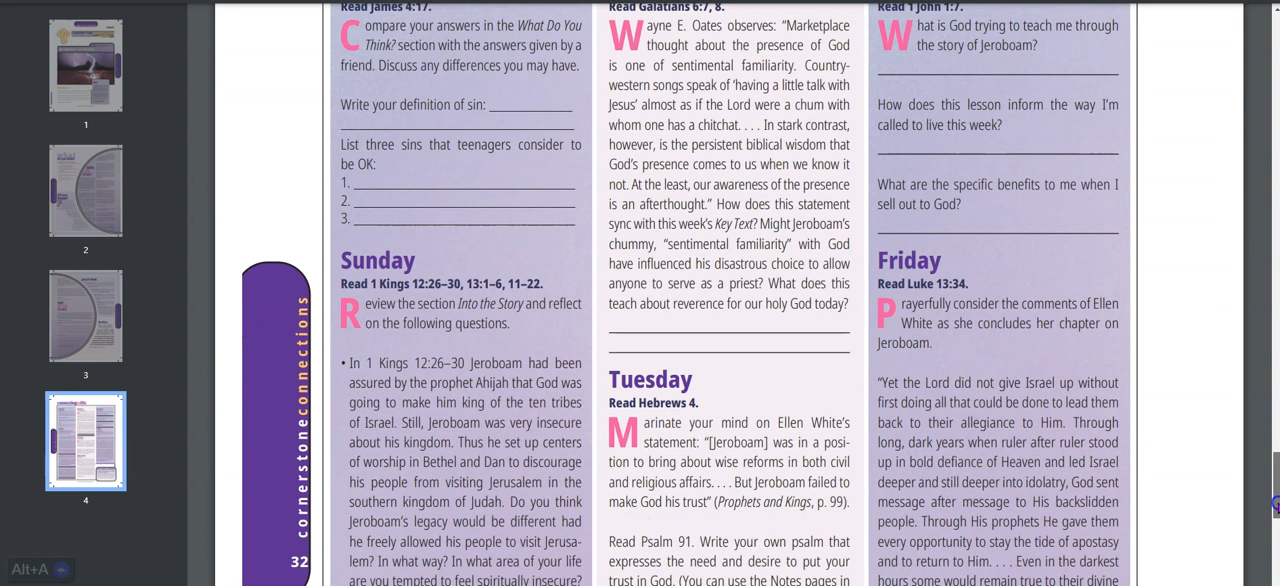 Read James 4:17.
Compare your answers in the What Do You
Think? section with the answers given by a
friend. Discuss any differences you may have.
Write your definition of sin:
List three sins that teenagers consider to
be OK:
1.
2.
3.
Sunday
Read 1 Kings 12:26–30, 13:1–6, 11–22.
Review the section Into the Story and reflect
on the following questions.
• In 1 Kings 12:26–30 Jeroboam had been
assured by the prophet Ahijah that God was
going to make him king of the ten tribes
of Israel. Still, Jeroboam was very insecure
about his kingdom. Thus he set up centers
of worship in Bethel and Dan to discourage
his people from visiting Jerusalem in the
southern kingdom of Judah. Do you think
Jeroboam’s legacy would be different had
he freely allowed his people to visit Jerusa-
lem? In what way? In what area of your life
are you tempted to feel spiritually insecure?
Read Galatians 6:7, 8.
Wayne E. Oates observes: “Marketplace
thought about the presence of God
is one of sentimental familiarity. Country-
western songs speak of ‘having a little talk with
Jesus’ almost as if the Lord were a chum with
whom one has a chitchat. . . . In stark contrast,
however, is the persistent biblical wisdom that
God’s presence comes to us when we know it
not. At the least, our awareness of the presence
is an afterthought.” How does this statement
sync with this week’s Key Text? Might Jeroboam’s
chummy, “sentimental familiarity” with God
have influenced his disastrous choice to allow
anyone to serve as a priest? What does this
teach about reverence for our holy God today?
Tuesday
Read Hebrews 4.
Marinate your mind on Ellen White’s
statement: “[Jeroboam] was in a posi-
tion to bring about wise reforms in both civil
and religious affairs. . . . But Jeroboam failed to
make God his trust” (Prophets and Kings, p. 99).
Read Psalm 91. Write your own psalm that
expresses the need and desire to put your
trust in God. (You can use the Notes pages in
Read 1 John 1:7.
What is God trying to teach me through
the story of Jeroboam?
How does this lesson inform the way I’m
called to live this week?
What are the specific benefits to me when I
sell out to God?
Friday
Read Luke 13:34.
Prayerfully consider the comments of Ellen
White as she concludes her chapter on
Jeroboam.
“Yet the Lord did not give Israel up without
first doing all that could be done to lead them
back to their allegiance to Him. Through
long, dark years when ruler after ruler stood
up in bold defiance of Heaven and led Israel
deeper and still deeper into idolatry, God sent
message after message to His backslidden
people. Through His prophets He gave them
every opportunity to stay the tide of apostasy
and to return to Him. . . . Even in the darkest
hours some would remain true to their divine
cornerstoneconnections
32
1
2
3
4
Alt+A